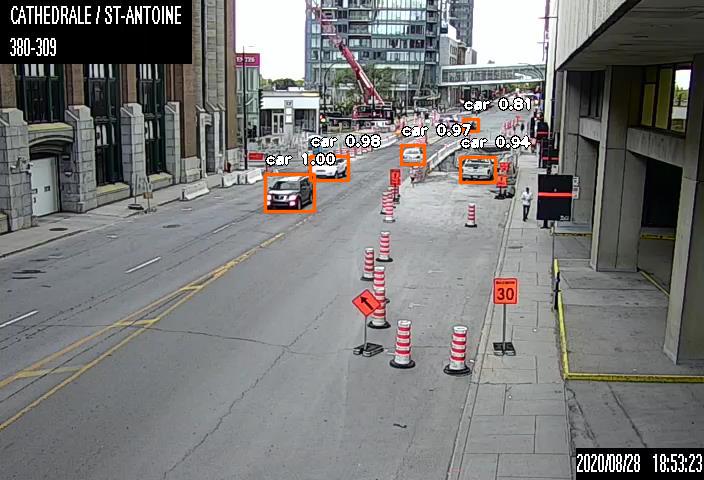 CATHEDRALE / ST-ANTOINE
380-309
car 0.81
car 0.97
car 0.98
car 0.94
car 1.00
30
2020/08/28 18:53:23